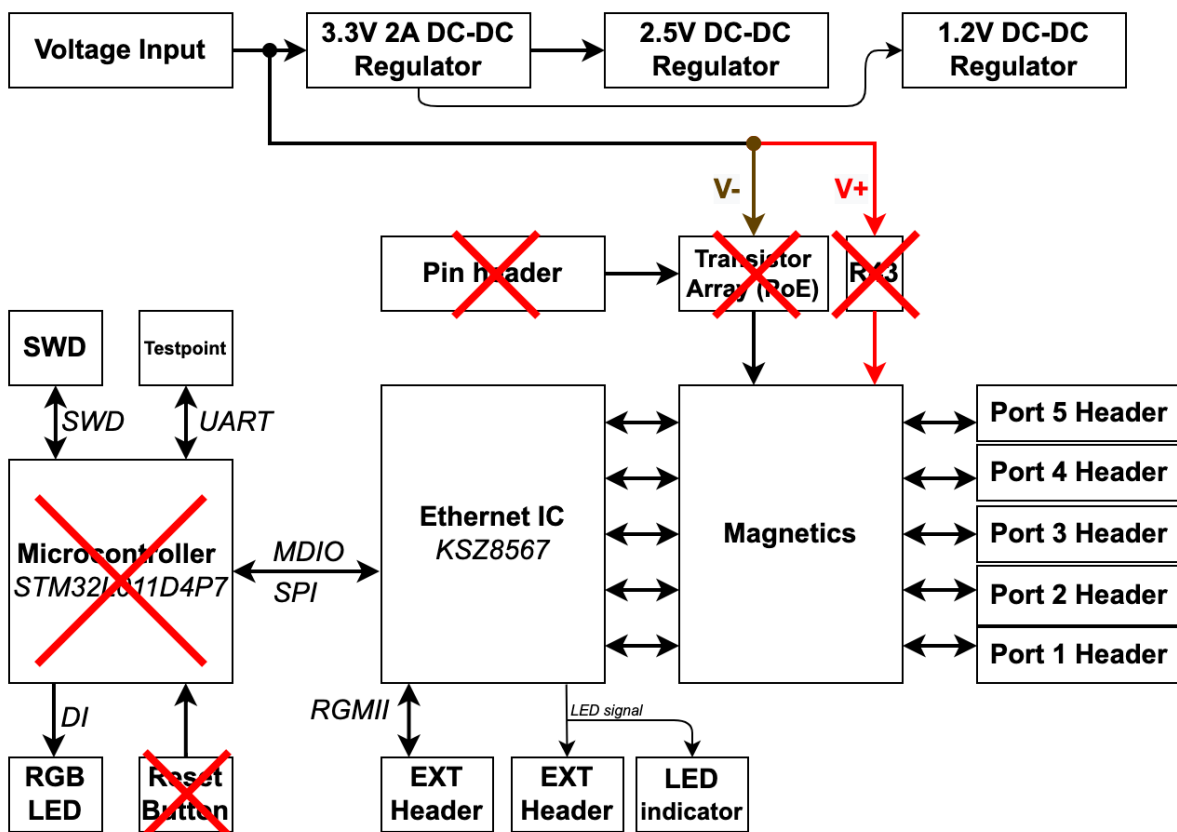 Voltage Input
3.3V 2A DC-DC
Regulator
2.5V DC-DC
Regulator
1.2V DC-DC
Regulator
V-
V+
Pin header
Transistor
Array (PoE)
SWD
Testpoint
SWD
UART
Microcontroller
STM32L011D4P7
MDIO
SPI
Ethernet IC
KSZ8567
Magnetics
Port 5 Header
Port 4 Header
Port 3 Header
Port 2 Header
Port 1 Header
DI
RGMII
LED signal
RGB
LED
Reset
Button
EXT
Header
EXT
Header
LED
indicator